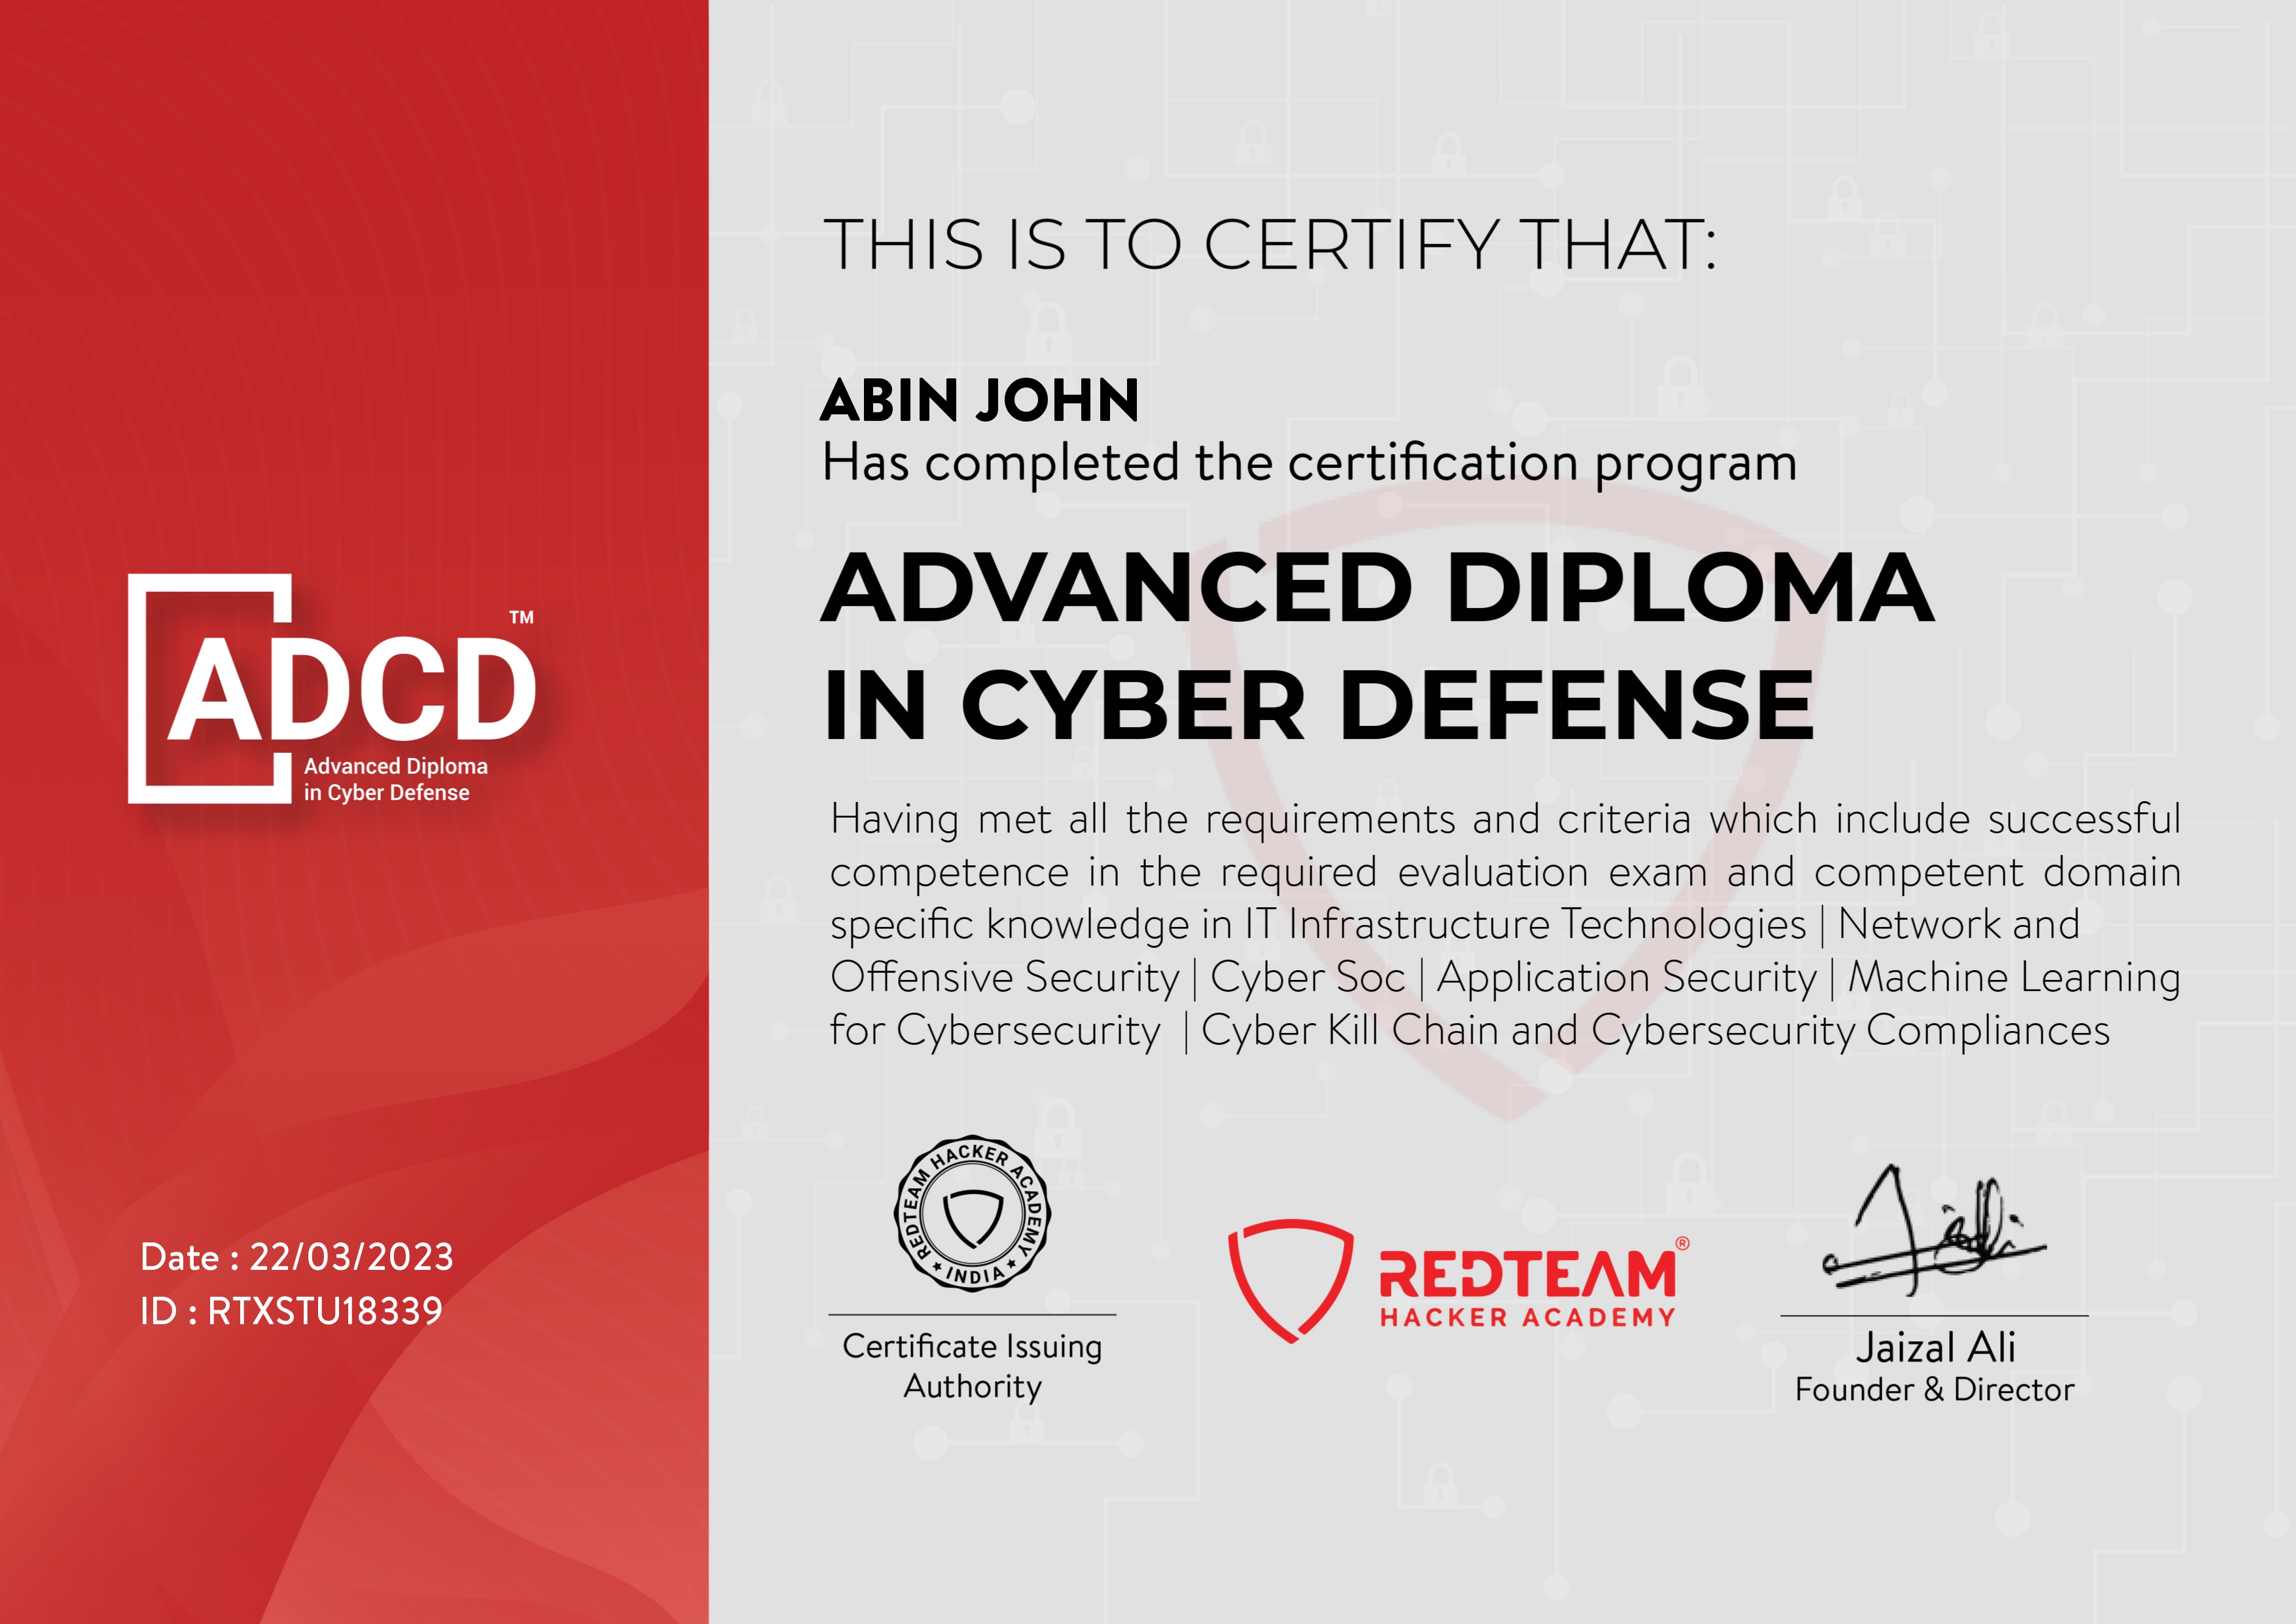 THIS IS TO CERTIFY THAT:
ABIN JOHN
Has completed the certification program
ADVANCED DIPLOMA
IN CYBER DEFENSE
Having met all the requirements and criteria which include successful
competence in the required evaluation exam and competent domain
specific knowledge in IT Infrastructure Technologies | Network and
Offensive Security | Cyber Soc | Application Security | Machine Learning
for Cybersecurity | Cyber Kill Chain and Cybersecurity Compliances
ADCD™
Advanced Diploma
in Cyber Defense
Date : 22/03/2023
ID : RTXSTU18339
REDTEAM HACKER ACADEMY
★ INDIA ★
Certificate Issuing
Authority
REDTEAM®
HACKER ACADEMY
Jaizal Ali
Founder & Director